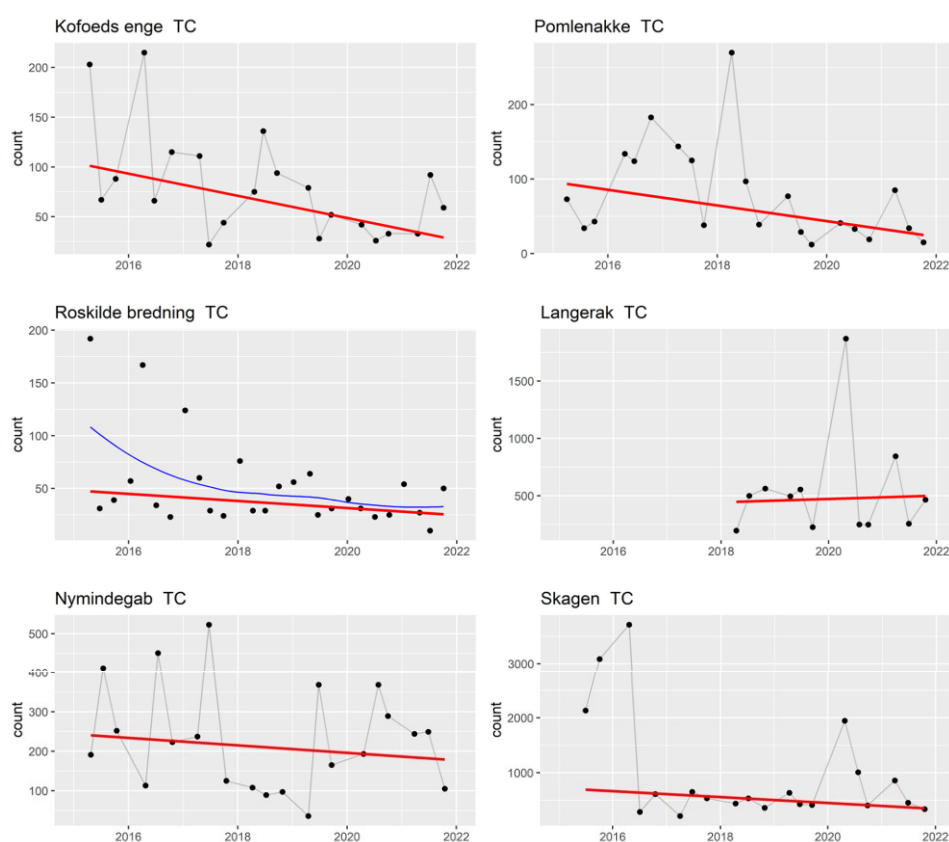 Kofoeds enge TC
200
150
100
50
count
2016 2018 2020 2022
Pomlenakke TC
200
100
0
count
2016 2018 2020 2022
Roskilde bredning TC
200
150
100
50
count
2016 2018 2020 2022
Langerak TC
1500
1000
500
count
2016 2018 2020 2022
Nymindegab TC
500
400
300
200
100
count
2016 2018 2020 2022
Skagen TC
3000
2000
1000
count
2016 2018 2020 2022